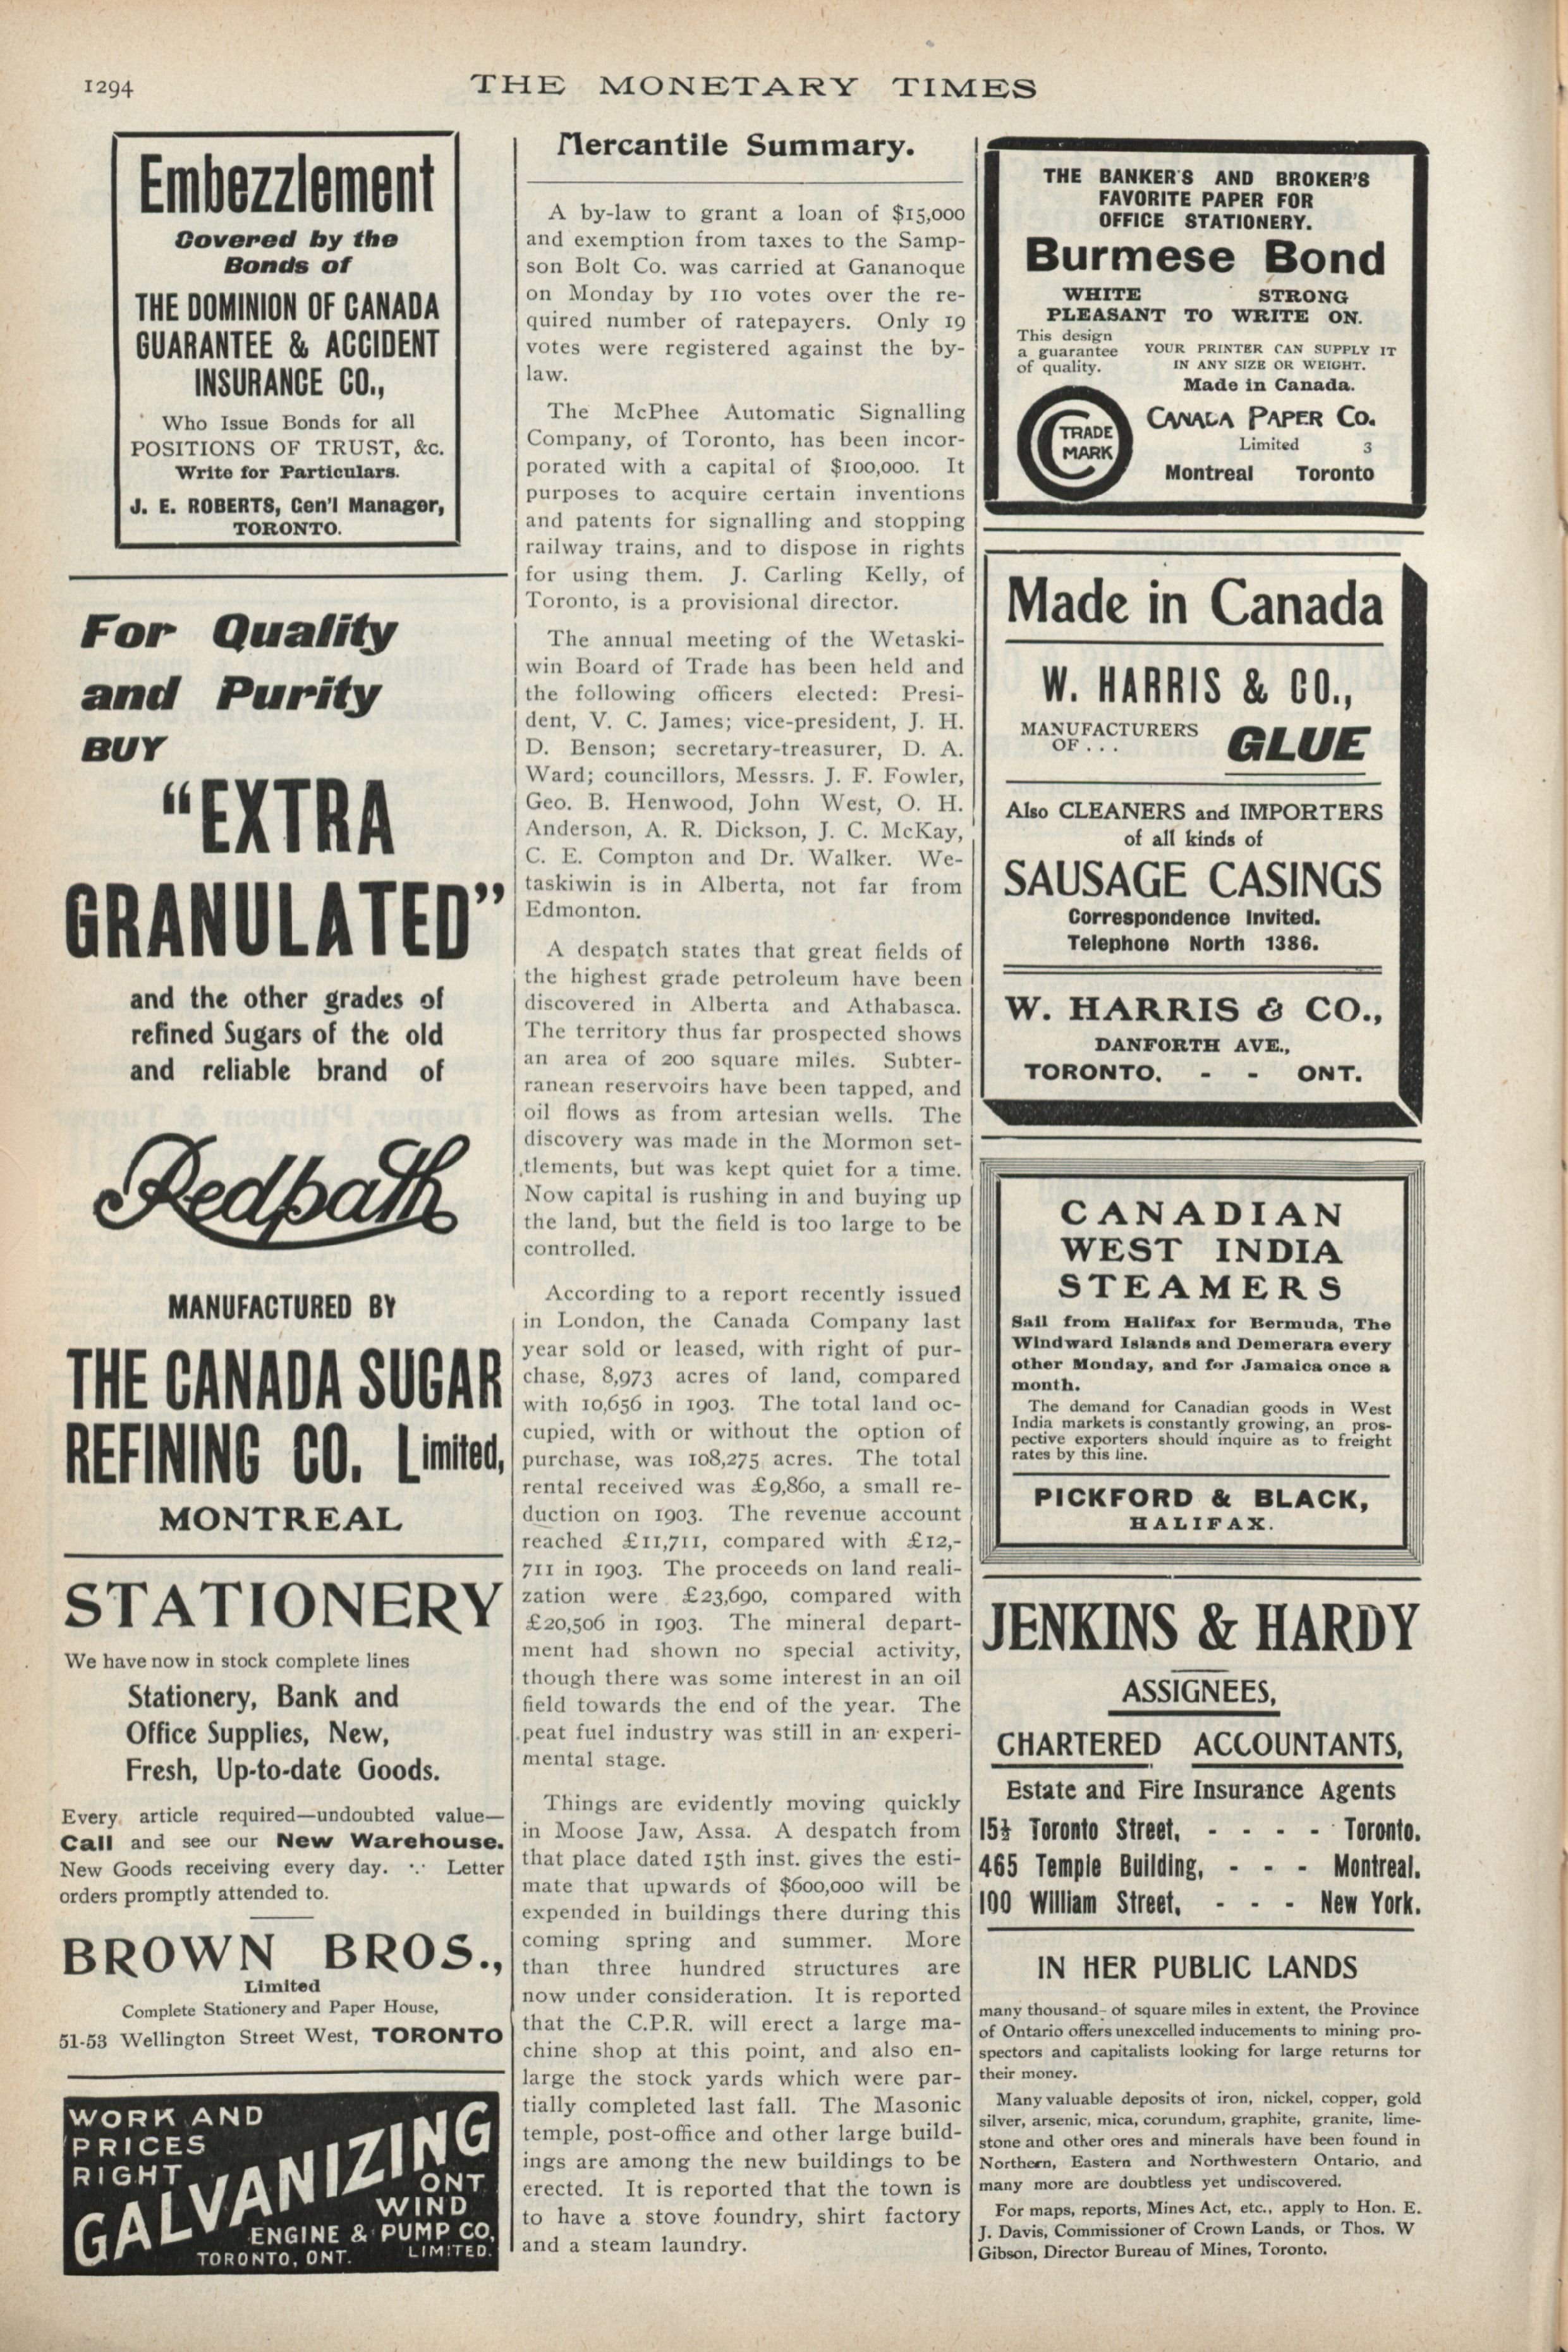 1294
THE MONETARY TIMES
Embezzlement
Covered by the
Bonds of
THE DOMINION OF CANADA
GUARANTEE & ACCIDENT
INSURANCE CO.,
Who Issue Bonds for all
POSITIONS OF TRUST, &c.
Write for Particulars.
J. E. ROBERTS, Gen'l Manager,
TORONTO.
For Quality
and Purity
BUY
“EXTRA
GRANULATED”
and the other grades of
refined Sugars of the old
and reliable brand of
Redpath
MANUFACTURED BY
THE CANADA SUGAR
REFINING CO. Limited,
MONTREAL
STATIONERY
We have now in stock complete lines
Stationery, Bank and
Office Supplies, New,
Fresh, Up-to-date Goods.
Every article required—undoubted value—
Call and see our New Warehouse.
New Goods receiving every day. ∵ Letter
orders promptly attended to.
BROWN BROS.,
Limited
Complete Stationery and Paper House,
51-53 Wellington Street West, TORONTO
WORK AND
PRICES
RIGHT
GALVANIZING
ONT
WIND
ENGINE & PUMP CO,
TORONTO, ONT. LIMITED.
Mercantile Summary.
A by-law to grant a loan of $15,000
and exemption from taxes to the Samp-
son Bolt Co. was carried at Gananoque
on Monday by 110 votes over the re-
quired number of ratepayers. Only 19
votes were registered against the by-
law.
The McPhee Automatic Signalling
Company, of Toronto, has been incor-
porated with a capital of $100,000. It
purposes to acquire certain inventions
and patents for signalling and stopping
railway trains, and to dispose in rights
for using them. J. Carling Kelly, of
Toronto, is a provisional director.
The annual meeting of the Wetaski-
win Board of Trade has been held and
the following officers elected: Presi-
dent, V. C. James; vice-president, J. H.
D. Benson; secretary-treasurer, D. A.
Ward; councillors, Messrs. J. F. Fowler,
Geo. B. Henwood, John West, O. H.
Anderson, A. R. Dickson, J. C. McKay,
C. E. Compton and Dr. Walker. We-
taskiwin is in Alberta, not far from
Edmonton.
A despatch states that great fields of
the highest grade petroleum have been
discovered in Alberta and Athabasca.
The territory thus far prospected shows
an area of 200 square miles. Subter-
ranean reservoirs have been tapped, and
oil flows as from artesian wells. The
discovery was made in the Mormon set-
tlements, but was kept quiet for a time.
Now capital is rushing in and buying up
the land, but the field is too large to be
controlled.
According to a report recently issued
in London, the Canada Company last
year sold or leased, with right of pur-
chase, 8,973 acres of land, compared
with 10,656 in 1903. The total land oc-
cupied, with or without the option of
purchase, was 108,275 acres. The total
rental received was £9,860, a small re-
duction on 1903. The revenue account
reached £11,711, compared with £12,-
711 in 1903. The proceeds on land reali-
zation were £23,690, compared with
£20,506 in 1903. The mineral depart-
ment had shown no special activity,
though there was some interest in an oil
field towards the end of the year. The
peat fuel industry was still in an experi-
mental stage.
Things are evidently moving quickly
in Moose Jaw, Assa. A despatch from
that place dated 15th inst. gives the esti-
mate that upwards of $600,000 will be
expended in buildings there during this
coming spring and summer. More
than three hundred structures are
now under consideration. It is reported
that the C.P.R. will erect a large ma-
chine shop at this point, and also en-
large the stock yards which were par-
tially completed last fall. The Masonic
temple, post-office and other large build-
ings are among the new buildings to be
erected. It is reported that the town is
to have a stove foundry, shirt factory
and a steam laundry.
THE BANKER'S AND BROKER'S
FAVORITE PAPER FOR
OFFICE STATIONERY.
Burmese Bond
WHITE STRONG
PLEASANT TO WRITE ON.
This design
a guarantee
of quality.
YOUR PRINTER CAN SUPPLY IT
IN ANY SIZE OR WEIGHT.
Made in Canada.
TRADE
MARK
CANADA PAPER CO.
Limited 3
Montreal Toronto
Made in Canada
W. HARRIS & CO.,
MANUFACTURERS
OF . . .
GLUE
Also CLEANERS and IMPORTERS
of all kinds of
SAUSAGE CASINGS
Correspondence Invited.
Telephone North 1386.
W. HARRIS & CO.,
DANFORTH AVE.,
TORONTO. - - ONT.
CANADIAN
WEST INDIA
STEAMERS
Sail from Halifax for Bermuda, The
Windward Islands and Demerara every
other Monday, and for Jamaica once a
month.
The demand for Canadian goods in West
India markets is constantly growing, an pros-
pective exporters should inquire as to freight
rates by this line.
PICKFORD & BLACK,
HALIFAX.
JENKINS & HARDY
ASSIGNEES,
CHARTERED ACCOUNTANTS,
Estate and Fire Insurance Agents
15½ Toronto Street, - - - - Toronto.
465 Temple Building, - - - Montreal.
100 William Street, - - - New York.
IN HER PUBLIC LANDS
many thousand- of square miles in extent, the Province
of Ontario offers unexcelled inducements to mining pro-
spectors and capitalists looking for large returns for
their money.
Many valuable deposits of iron, nickel, copper, gold
silver, arsenic, mica, corundum, graphite, granite, lime-
stone and other ores and minerals have been found in
Northern, Eastern and Northwestern Ontario, and
many more are doubtless yet undiscovered.
For maps, reports, Mines Act, etc., apply to Hon. E.
J. Davis, Commissioner of Crown Lands, or Thos. W
Gibson, Director Bureau of Mines, Toronto.